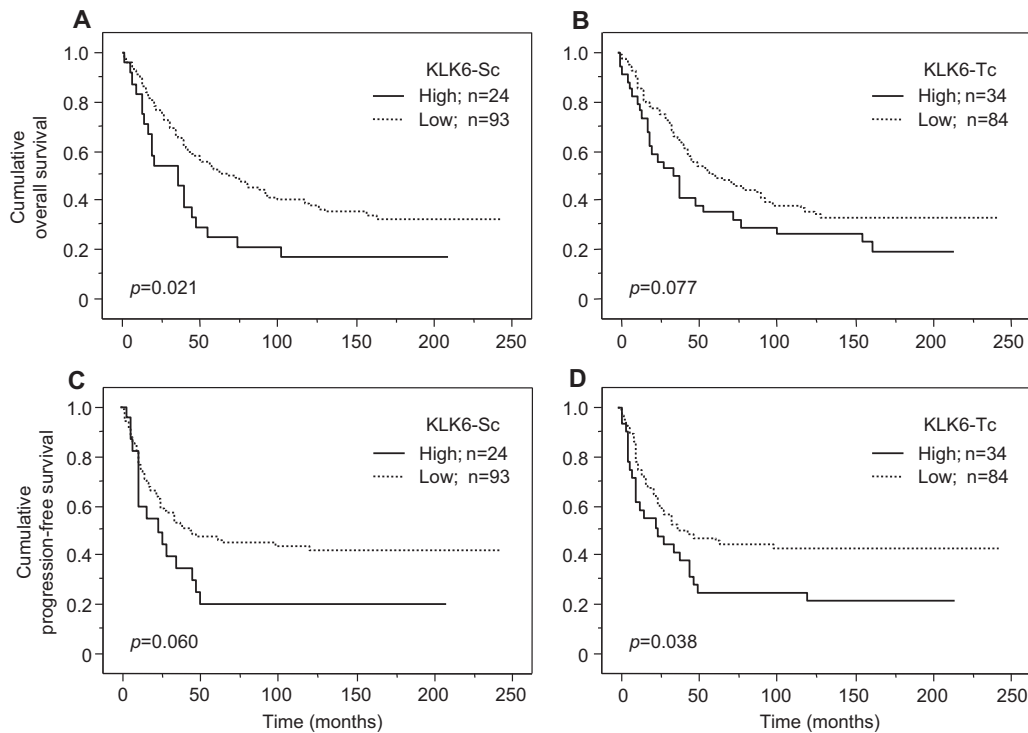 A
KLK6-Sc
High; n=24
Low; n=93
Cumulative
overall survival
1.0
0.8
0.6
0.4
0.2
0
p=0.021
0 50 100 150 200 250
B
KLK6-Tc
High; n=34
Low; n=84
1.0
0.8
0.6
0.4
0.2
0
p=0.077
0 50 100 150 200 250
C
KLK6-Sc
High; n=24
Low; n=93
Cumulative
progression-free survival
1.0
0.8
0.6
0.4
0.2
0
p=0.060
0 50 100 150 200 250
Time (months)
D
KLK6-Tc
High; n=34
Low; n=84
1.0
0.8
0.6
0.4
0.2
0
p=0.038
0 50 100 150 200 250
Time (months)